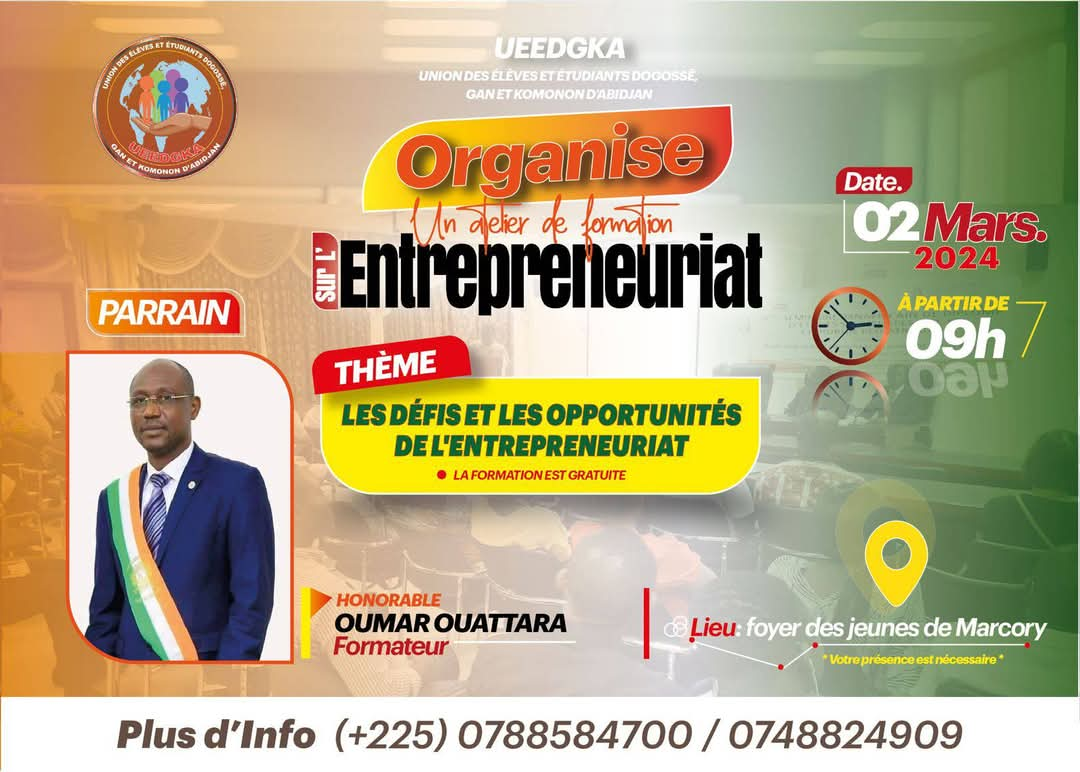 UNION DES ÉLÈVES ET ÉTUDIANTS DOGOSSÉ,
GAN ET KOMONON D'ABIDJAN
UEEDGKA
UEEDGKA
UNION DES ÉLÈVES ET ÉTUDIANTS DOGOSSÉ,
GAN ET KOMONON D'ABIDJAN
Organise
Un atelier de formation
sur L'
Entrepreneuriat
Date.
02 Mars.
2024
À PARTIR DE
09h
PARRAIN
THÈME
LES DÉFIS ET LES OPPORTUNITÉS
DE L'ENTREPRENEURIAT
LA FORMATION EST GRATUITE
HONORABLE
OUMAR OUATTARA
Formateur
Lieu: foyer des jeunes de Marcory
* Votre présence est nécessaire *
Plus d'Info (+225) 0788584700 / 0748824909